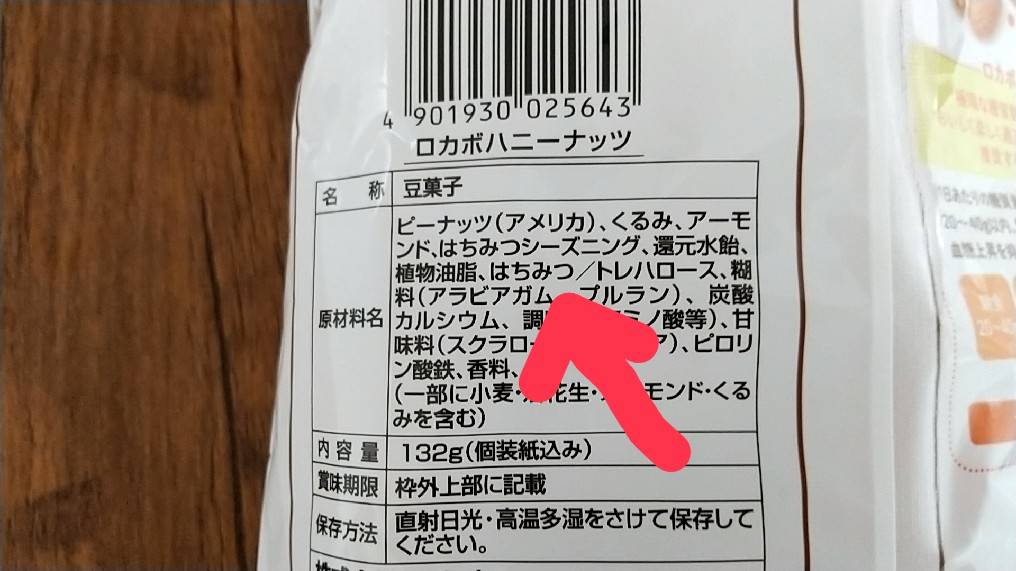 4 901930 025643
ロカボハニーナッツ
名 称 豆菓子
原材料名
ピーナッツ(アメリカ)、くるみ、アーモ
ンド、はちみつシーズニング、還元水飴、
植物油脂、はちみつ／トレハロース、糊
料(アラビアガム プルラン)、炭酸
カルシウム、調 ミノ酸等)、甘
味料(スクラロー ア)、ピロリ
ン酸鉄、香料、
(一部に小麦・ 花生・ モンド・くる
みを含む)
内容量 132g(個装紙込み)
賞味期限 枠外上部に記載
保存方法 直射日光・高温多湿をさけて保存して
ください。